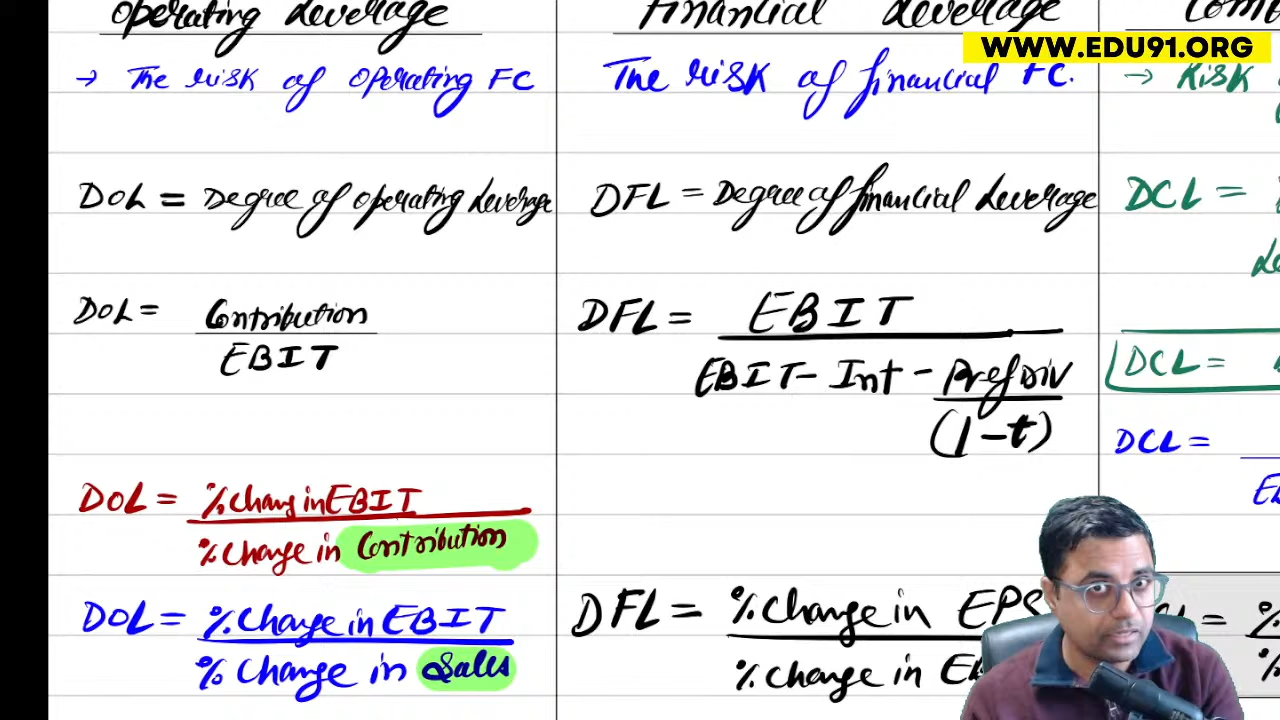 Operating Leverage
→ The risk of operating FC
DOL = Degree of operating Leverage
DOL = Contribution
EBIT
DOL = % Chang in EBIT
% Change in Contribution
DOL = % Change in EBIT
% Change in Sales
Financial Leverage
The risk of financial FC.
DFL = Degree of financial Leverage
DFL = EBIT
EBIT - Int - Pref Div
(1-t)
DFL = % Change in EPS
% Change in
WWW.EDU91.ORG
→ Risk
DCL =
DCL =
DCL =
=
%
%